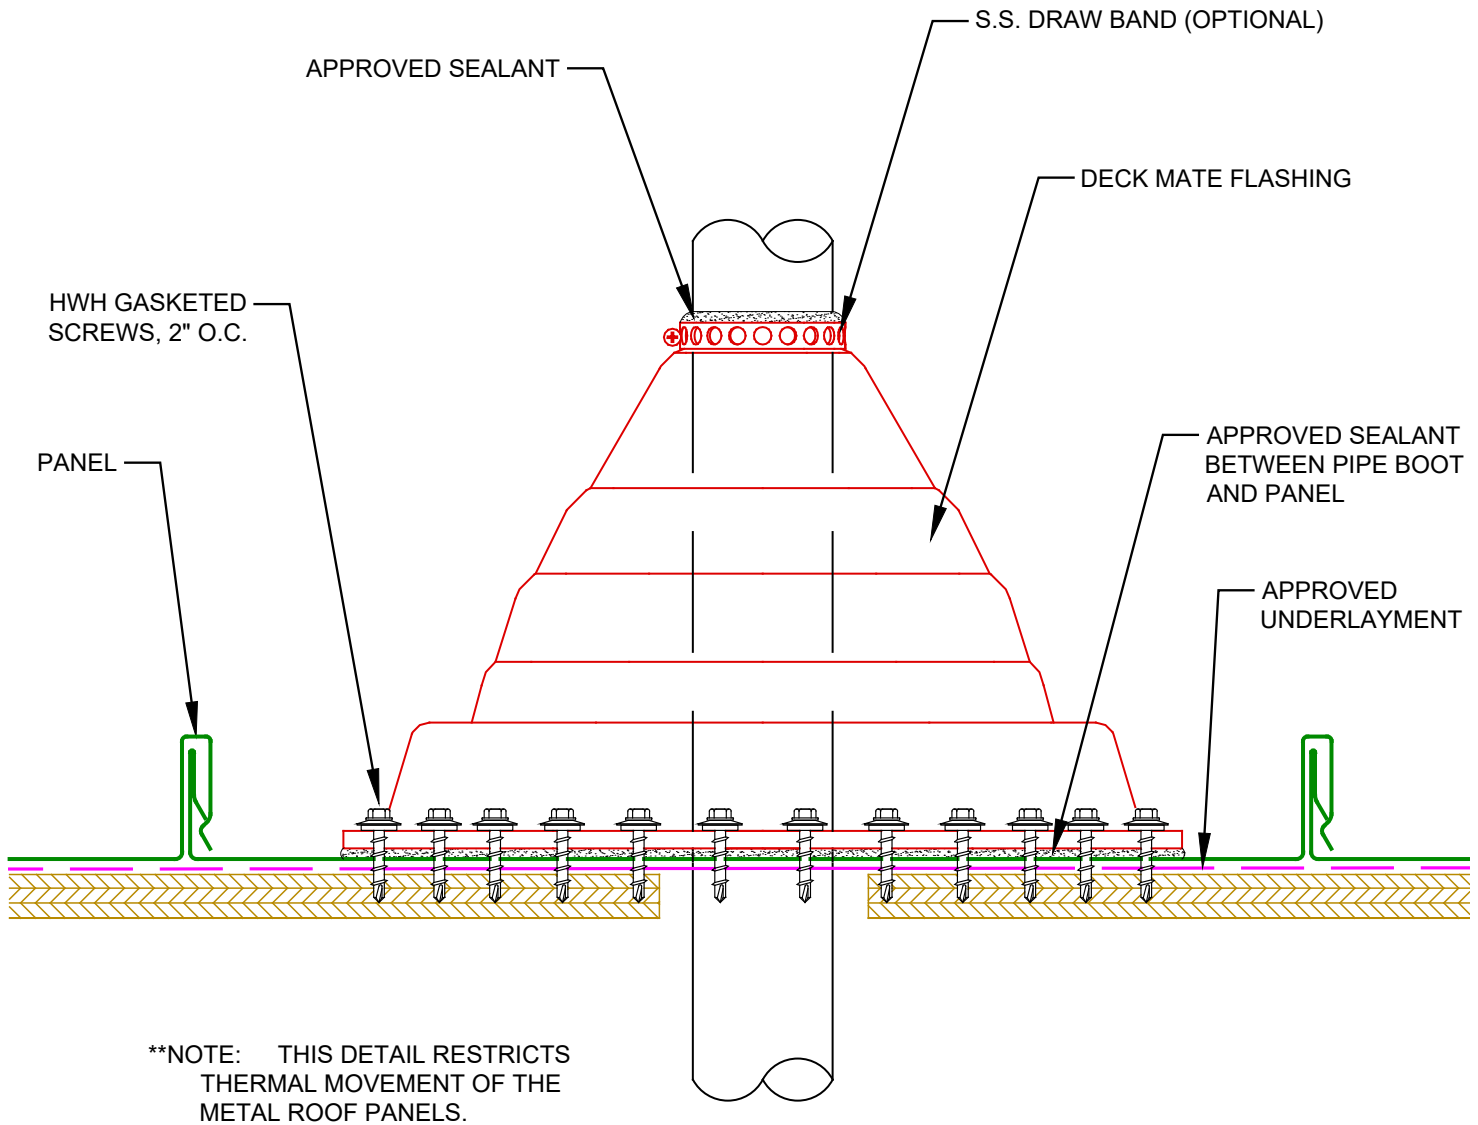 S.S. DRAW BAND (OPTIONAL)
APPROVED SEALANT
DECK MATE FLASHING
HWH GASKETED
SCREWS, 2" O.C.
APPROVED SEALANT
BETWEEN PIPE BOOT
AND PANEL
PANEL
APPROVED
UNDERLAYMENT
**NOTE: THIS DETAIL RESTRICTS
THERMAL MOVEMENT OF THE
METAL ROOF PANELS.